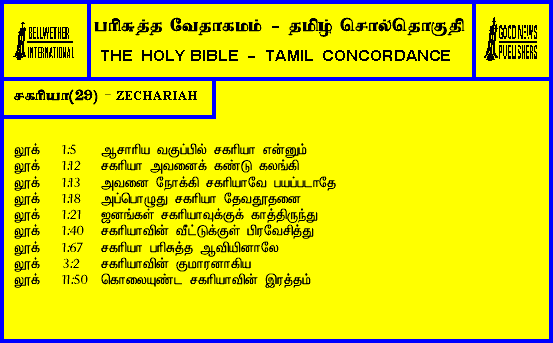 BELLWETHER
INTERNATIONAL
பரிசுத்த வேதாகமம் - தமிழ் சொல்தொகுதி
THE HOLY BIBLE - TAMIL CONCORDANCE
GOOD NEWS
PUBLISHERS
சகரியா(29) - ZECHARIAH
லூக் 1:5 ஆசாரிய வகுப்பில் சகரியா என்னும்
லூக் 1:12 சகரியா அவனைக் கண்டு கலங்கி
லூக் 1:13 அவனை நோக்கி சகரியாவே பயப்படாதே
லூக் 1:18 அப்பொழுது சகரியா தேவதூதனை
லூக் 1:21 ஜனங்கள் சகரியாவுக்குக் காத்திருந்து
லூக் 1:40 சகரியாவின் வீட்டுக்குள் பிரவேசித்து
லூக் 1:67 சகரியா பரிசுத்த ஆவியினாலே
லூக் 3:2 சகரியாவின் குமாரனாகிய
லூக் 11:50 கொலையுண்ட சகரியாவின் இரத்தம்